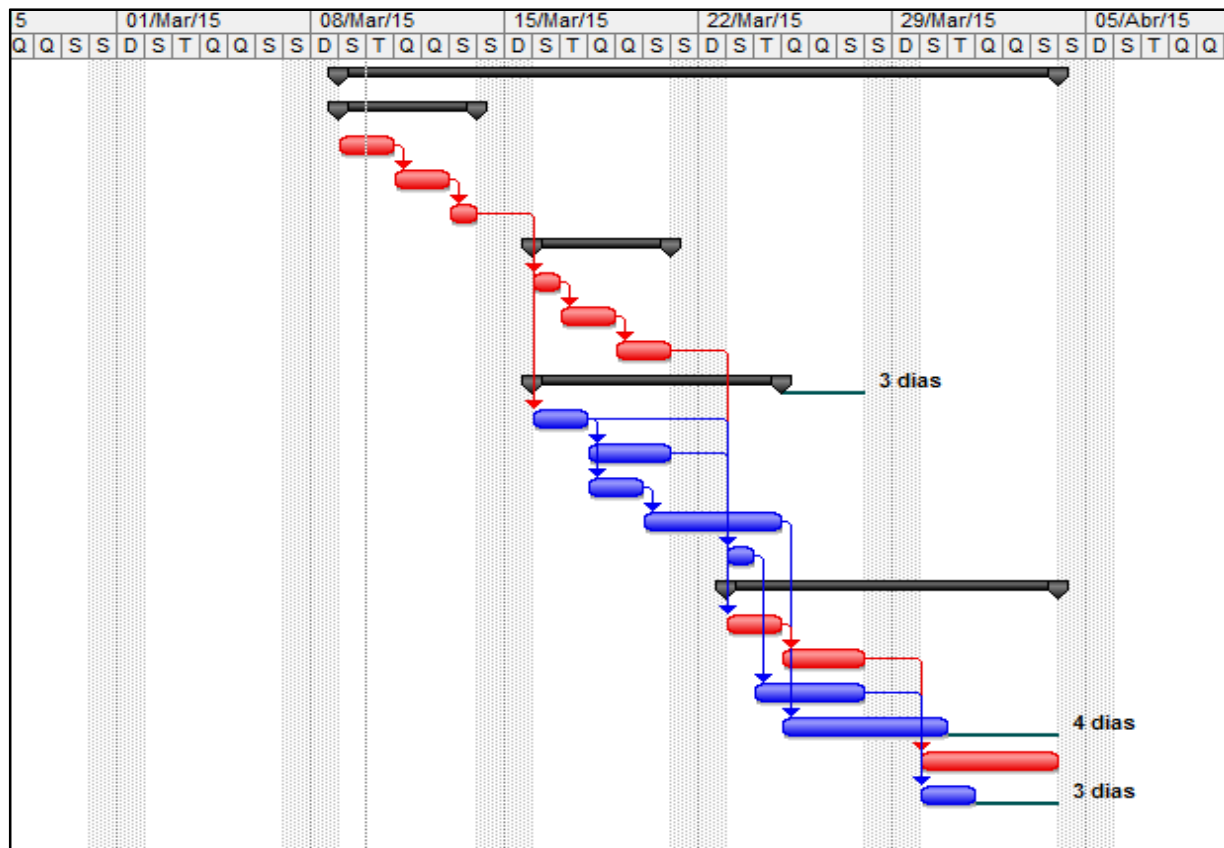 5 01/Mar/15 08/Mar/15 15/Mar/15 22/Mar/15 29/Mar/15 05/Abr/15
Q Q S S D S T Q Q S S D S T Q Q S S D S T Q Q S S D S T Q Q S S D S T Q Q S S D S T Q Q
3 dias
4 dias
3 dias